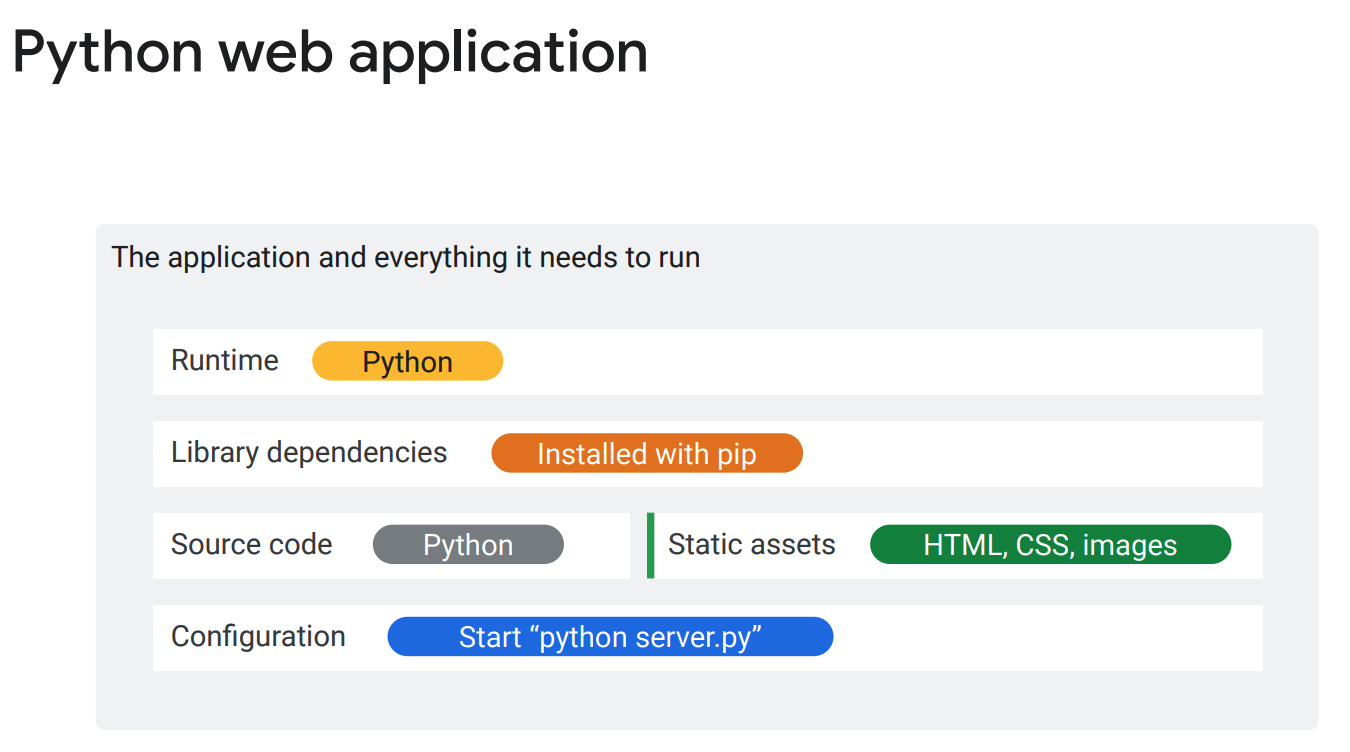 Python web application
The application and everything it needs to run
Runtime Python
Library dependencies Installed with pip
Source code Python Static assets HTML, CSS, images
Configuration Start “python server.py”